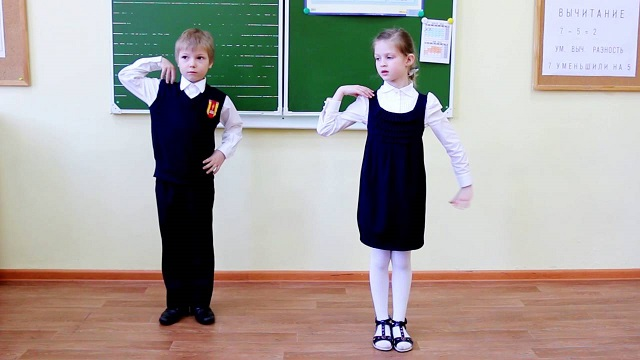 ВЫЧИТАНИЕ
7 - 5 = 2
УМ. ВЫЧ. РАЗНОСТЬ
7 УМЕНЬШИЛИ НА 5